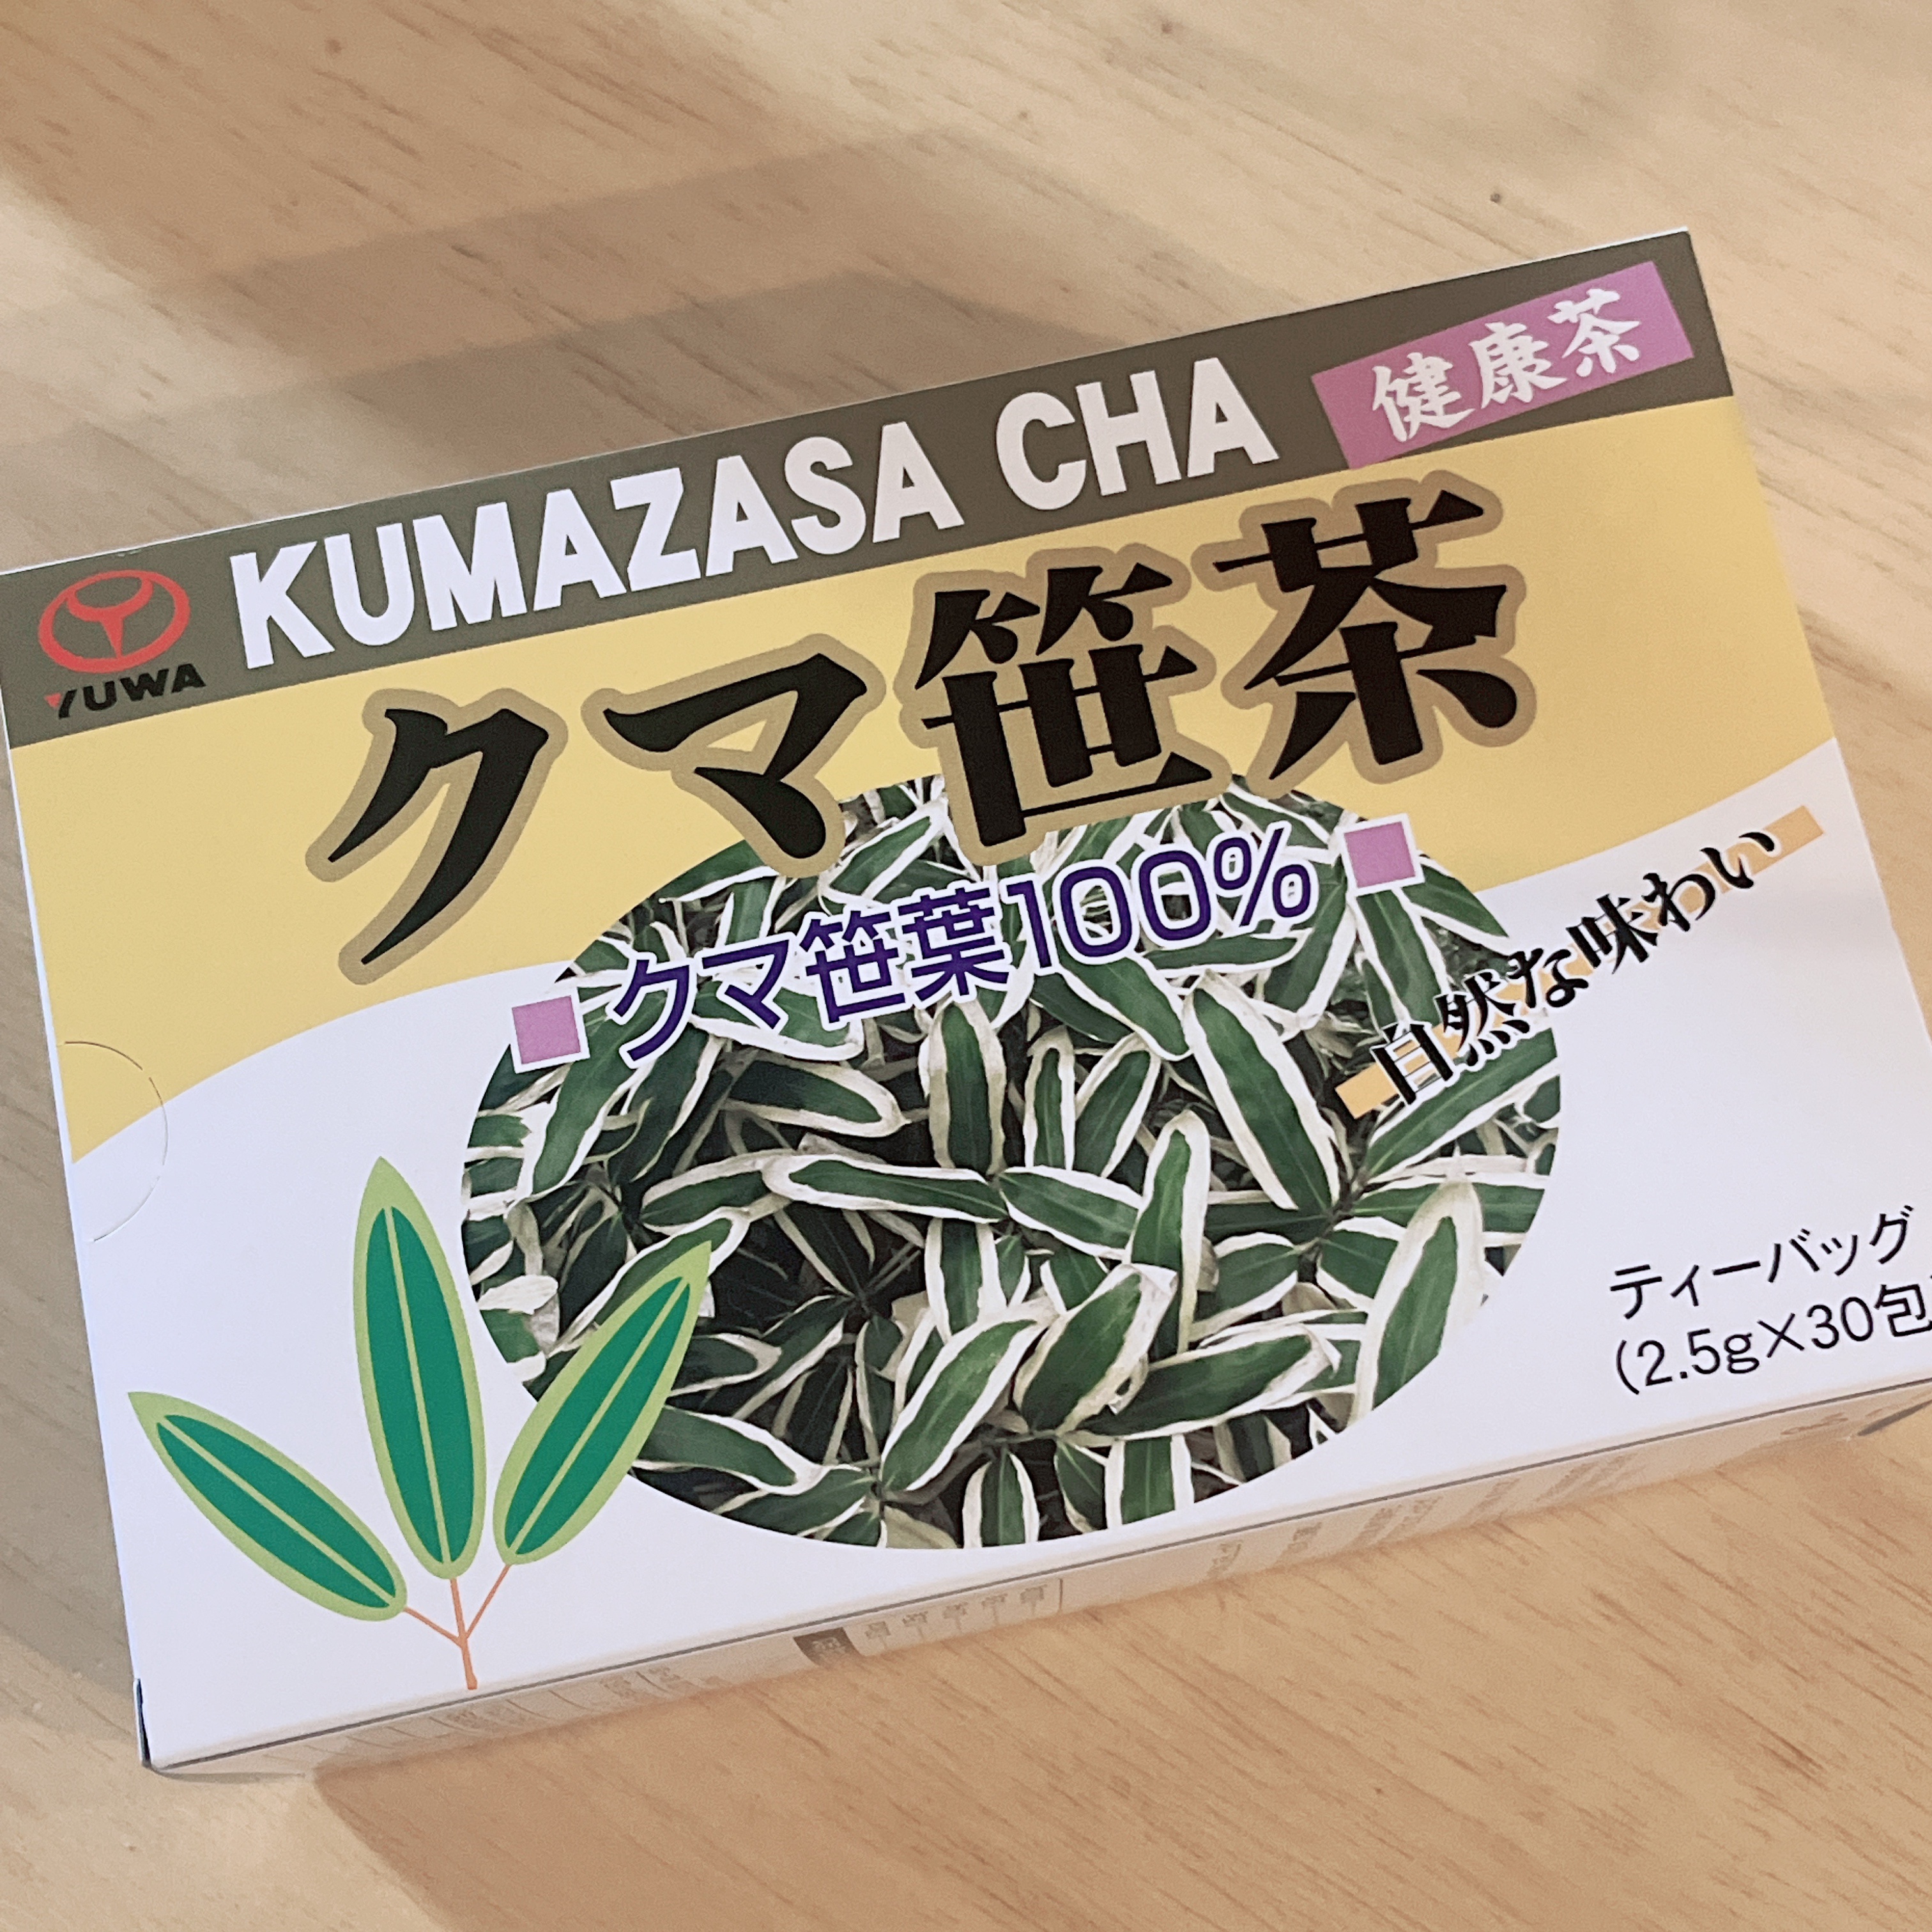 KUMAZASA CHA
健康茶
YUWA
クマ笹茶
クマ笹葉100%
自然な味わい
ティーバッグ
(2.5g×30包